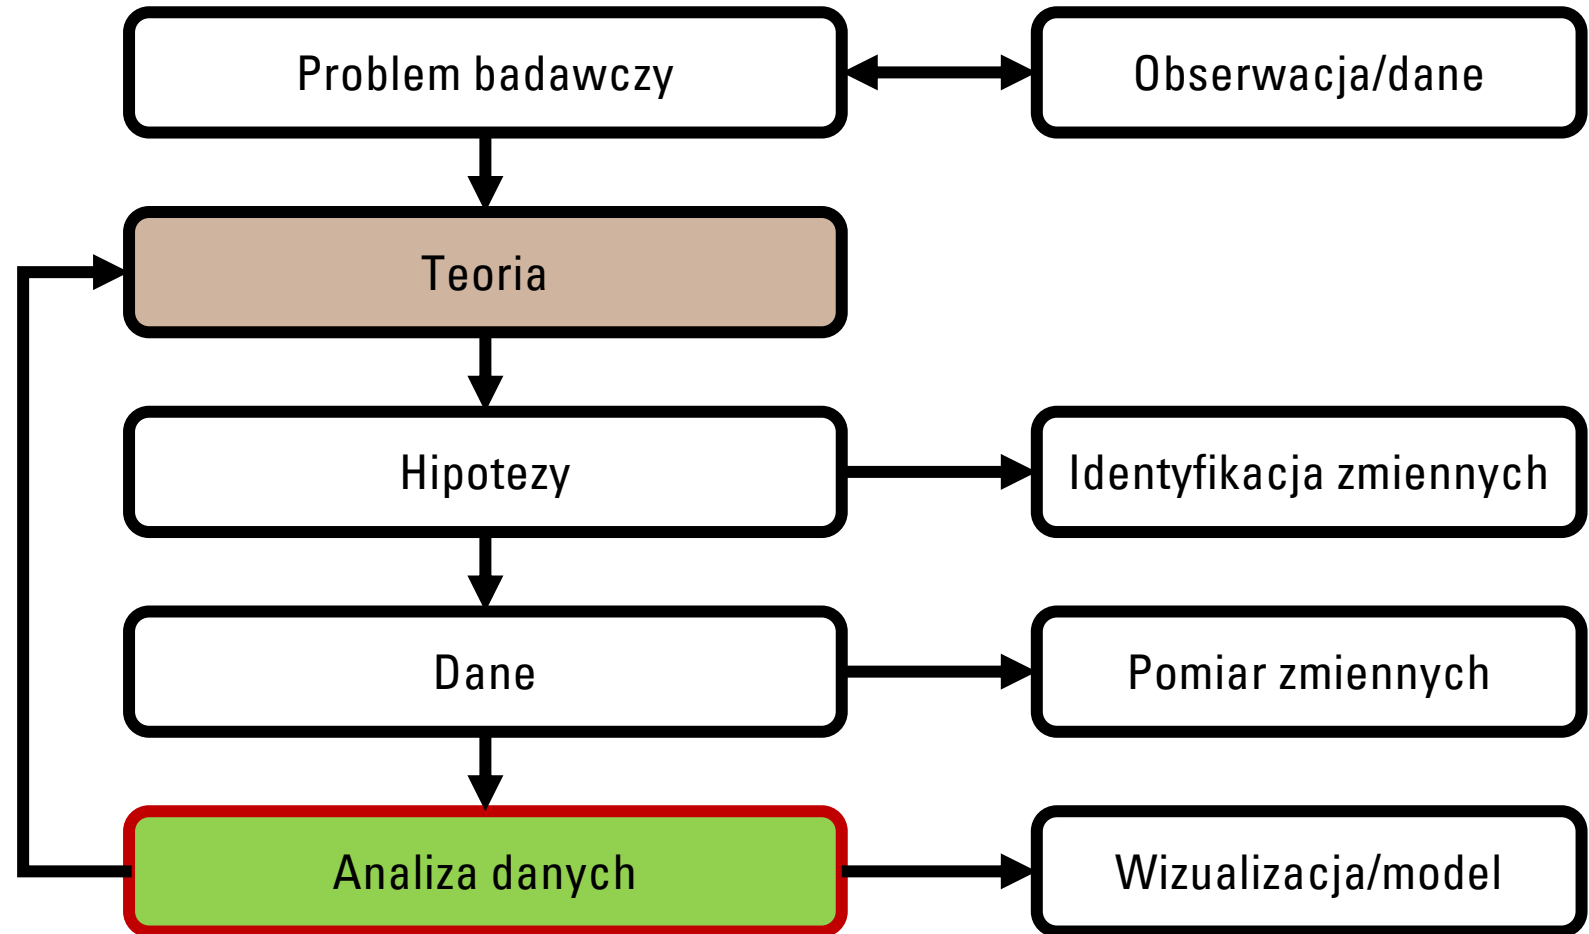 Problem badawczy
Obserwacja/dane
Teoria
Hipotezy
Identyfikacja zmiennych
Dane
Pomiar zmiennych
Analiza danych
Wizualizacja/model